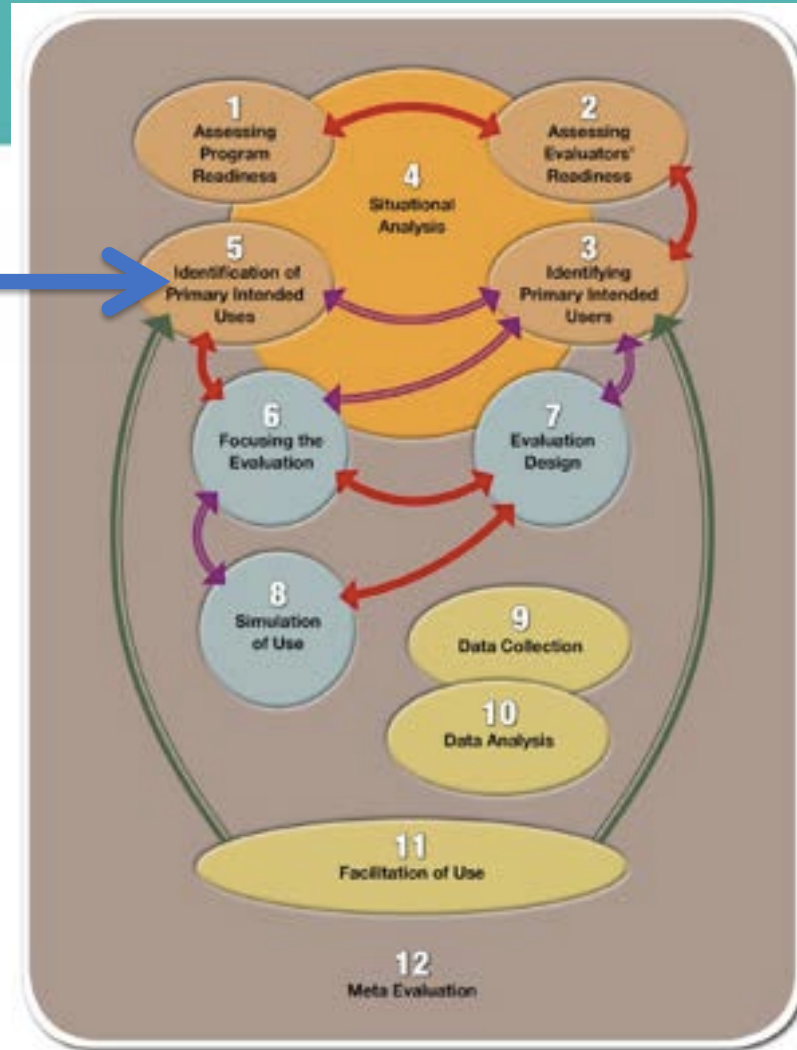 1
Assessing
Program
Readiness
2
Assessing
Evaluators'
Readiness
4
Situational
Analysis
5
Identification of
Primary Intended
Uses
3
Identifying
Primary Intended
Users
6
Focusing the
Evaluation
7
Evaluation
Design
8
Simulation
of Use
9
Data Collection
10
Data Analysis
11
Facilitation of Use
12
Meta Evaluation